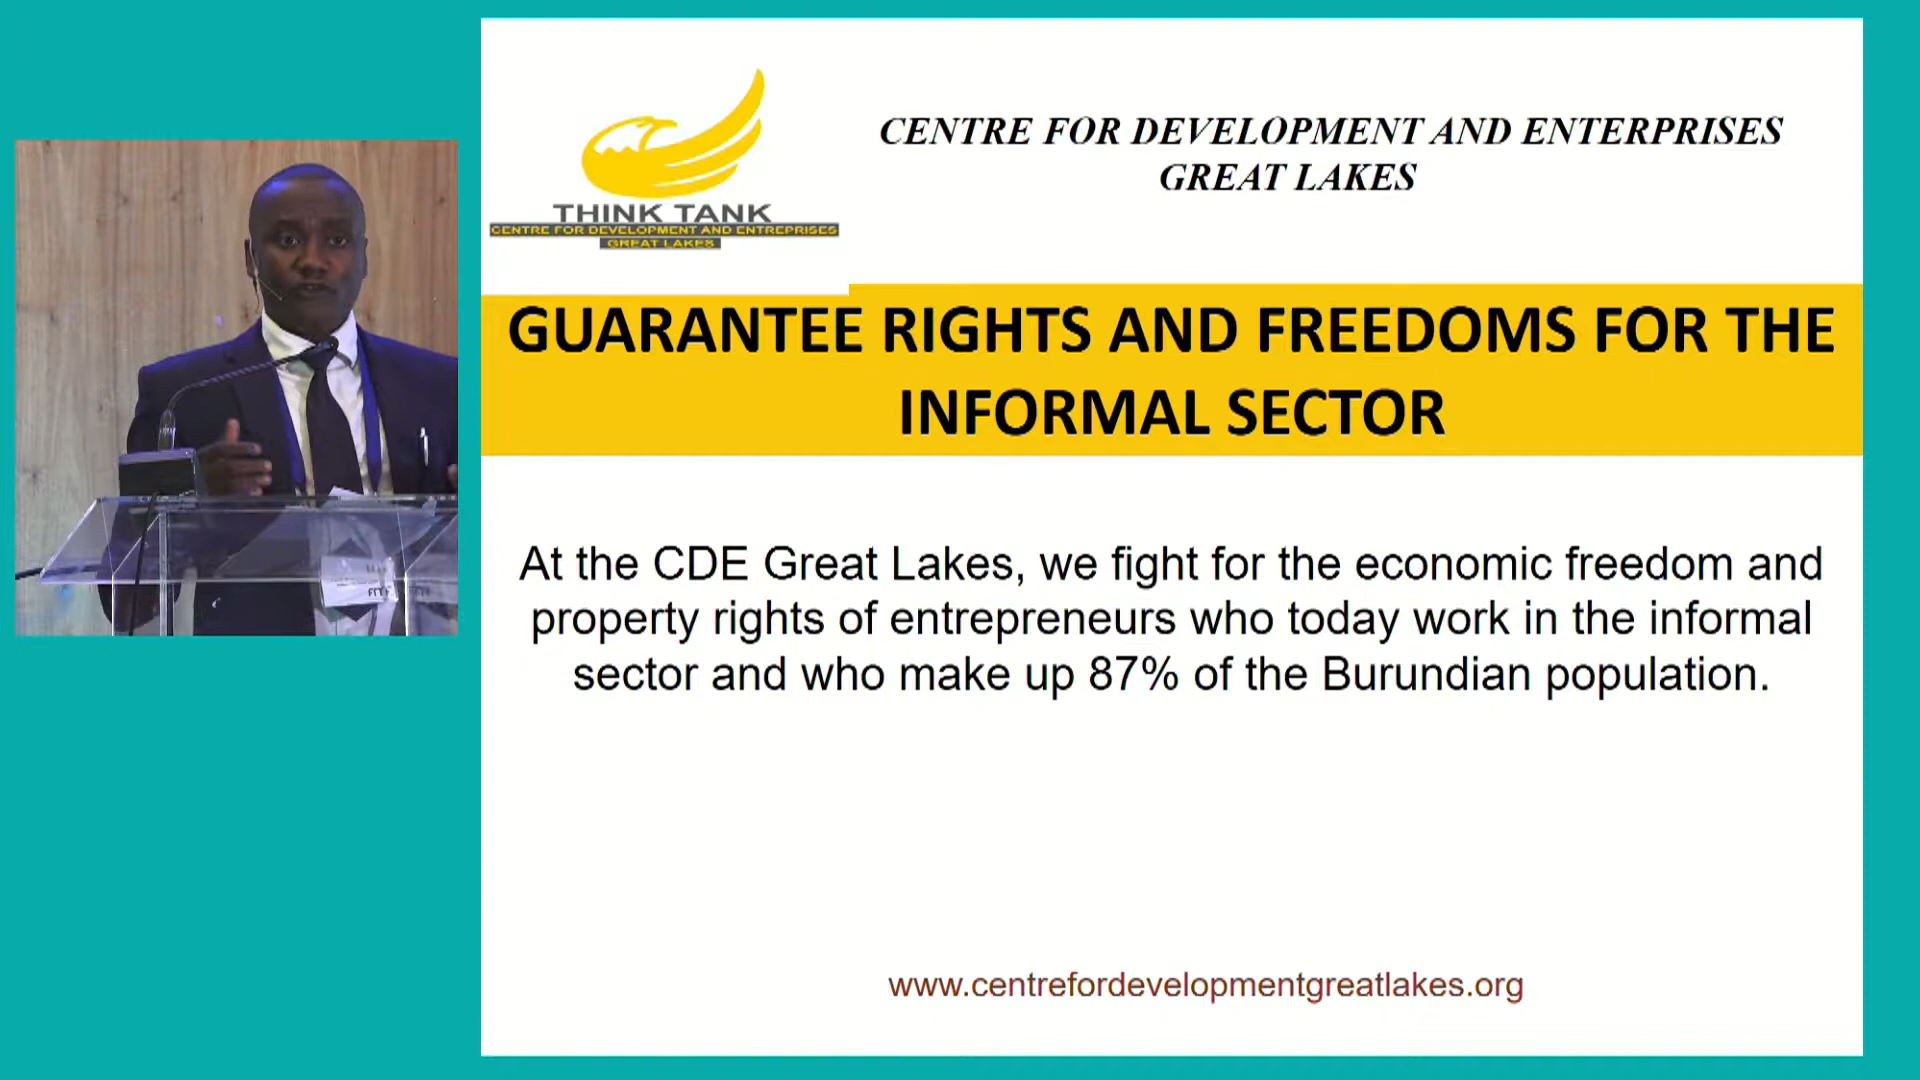 THINK TANK
CENTRE FOR DEVELOPMENT AND ENTREPRISES
GREAT LAKES
CENTRE FOR DEVELOPMENT AND ENTERPRISES
GREAT LAKES
GUARANTEE RIGHTS AND FREEDOMS FOR THE
INFORMAL SECTOR
At the CDE Great Lakes, we fight for the economic freedom and
property rights of entrepreneurs who today work in the informal
sector and who make up 87% of the Burundian population.
www.centrefordevelopmentgreatlakes.org